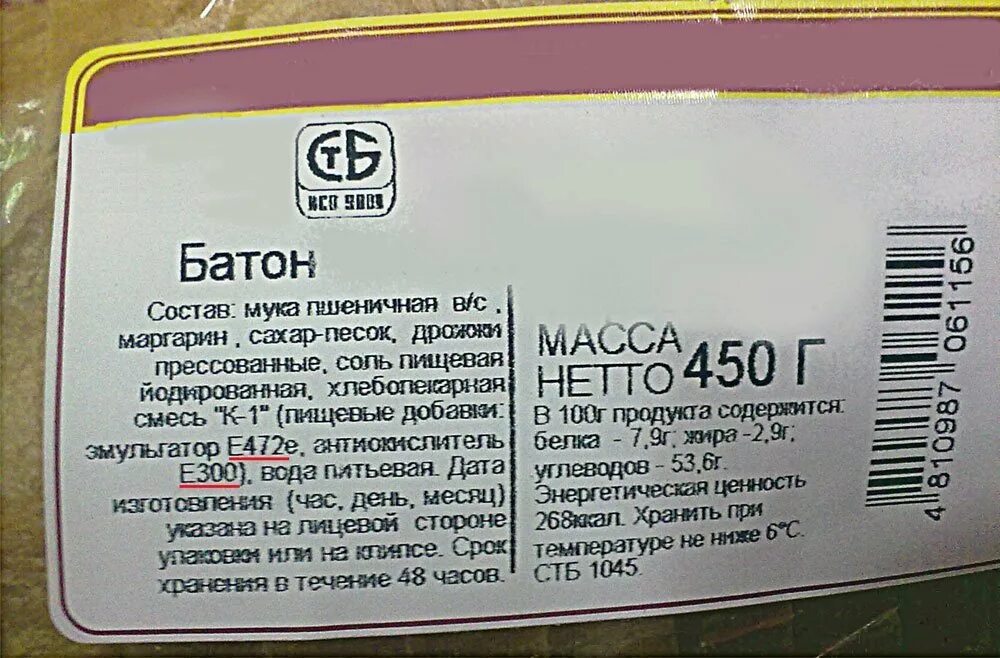 СТБ
ИСО 9001
Батон
Состав: мука пшеничная в/с ,
маргарин , сахар-песок, дрожжи
прессованные, соль пищевая
йодированная, хлебопекарная
смесь "К-1" (пищевые добавки:
эмульгатор Е472е, антиокислитель
Е300), вода питьевая. Дата
изготовления (час, день, месяц)
указана на лицевой стороне
упаковки или на клипсе. Срок
хранения в течение 48 часов.
МАССА
НЕТТО 450 Г
В 100г продукта содержится:
белка - 7,9г; жира -2,9г;
углеводов - 53,6г.
Энергетическая ценность
268ккал. Хранить при
температуре не ниже 6°С.
СТБ 1045.
4 810987 061156